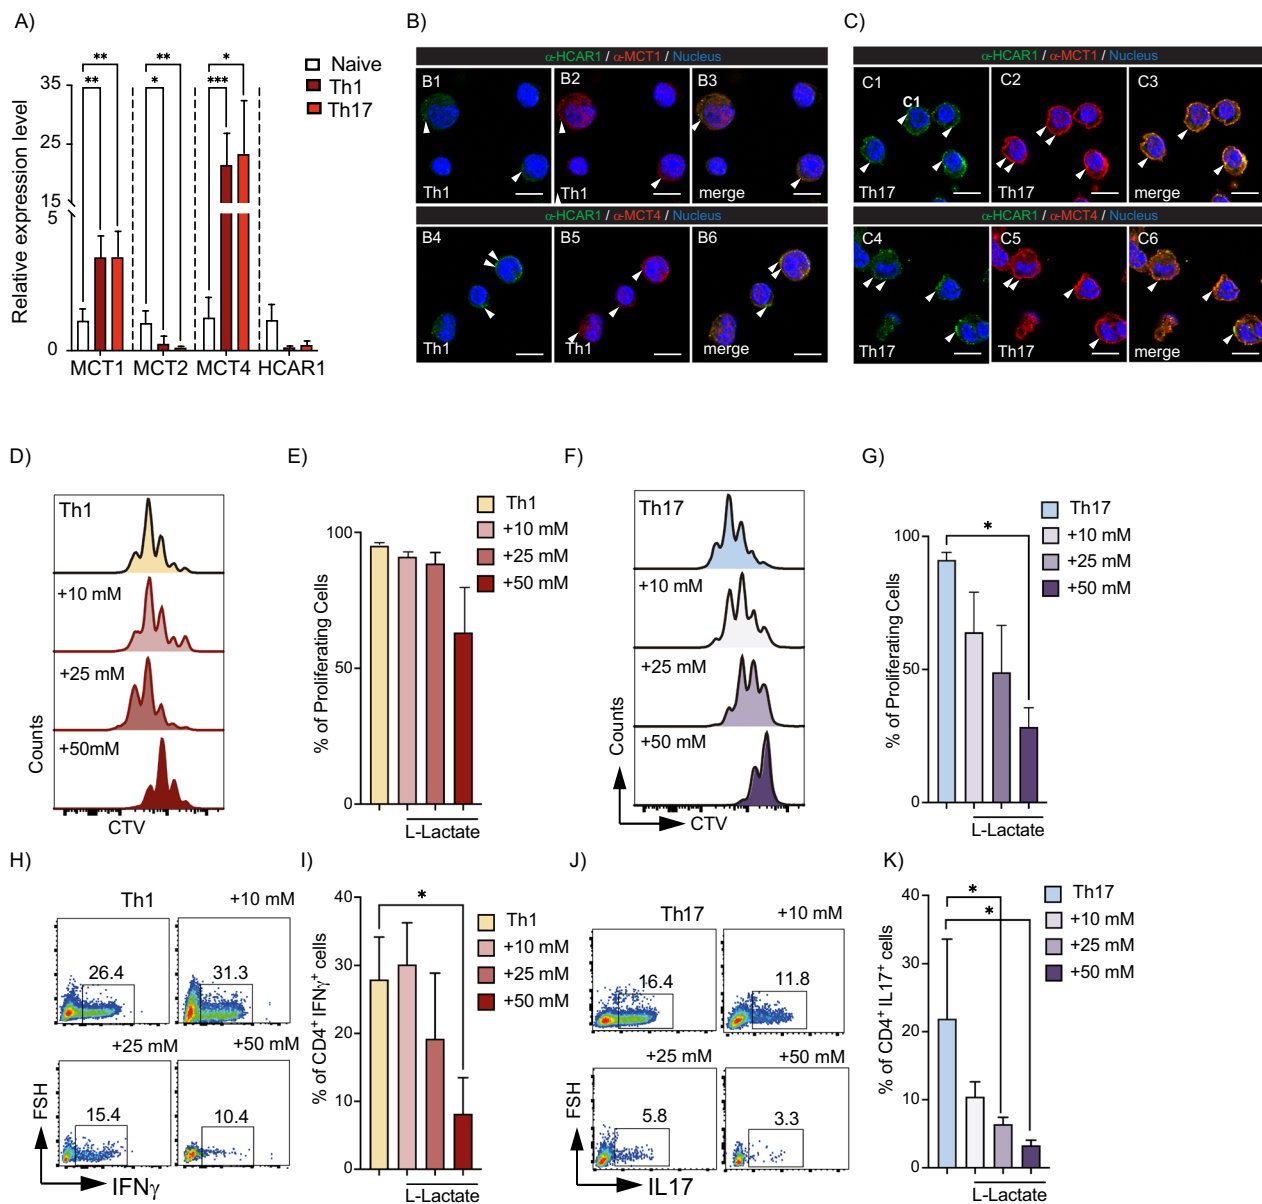 A)
** **
** * *** *
Naive
Th1
Th17
35
25
15
5
0
Relative expression level
MCT1 MCT2 MCT4 HCAR1
B)
α-HCAR1 / α-MCT1 / Nucleus
B1 B2 B3
Th1 Th1 merge
α-HCAR1 / α-MCT4 / Nucleus
B4 B5 B6
Th1 Th1 merge
C)
α-HCAR1 / α-MCT1 / Nucleus
C1 C2 C3
C1
Th17 Th17 merge
α-HCAR1 / α-MCT4 / Nucleus
C4 C5 C6
Th17 Th17 merge
D)
Th1
+10 mM
+25 mM
+50mM
Counts
CTV
E)
Th1
+10 mM
+25 mM
+50 mM
100
50
0
% of Proliferating Cells
L-Lactate
F)
Th17
+10 mM
+25 mM
+50 mM
Counts
CTV
G)
Th17
+10 mM
+25 mM
+50 mM
*
100
50
0
% of Proliferating Cells
L-Lactate
H)
Th1 +10 mM
26.4 31.3
+25 mM +50 mM
15.4 10.4
FSH
IFNγ
I)
Th1
+10 mM
+25 mM
+50 mM
*
40
30
20
10
0
% of CD4⁺ IFNγ⁺ cells
L-Lactate
J)
Th17 +10 mM
16.4 11.8
+25 mM +50 mM
5.8 3.3
FSH
IL17
K)
Th17
+10 mM
+25 mM
+50 mM
*
*
40
30
20
10
0
% of CD4⁺ IL17⁺ cells
L-Lactate